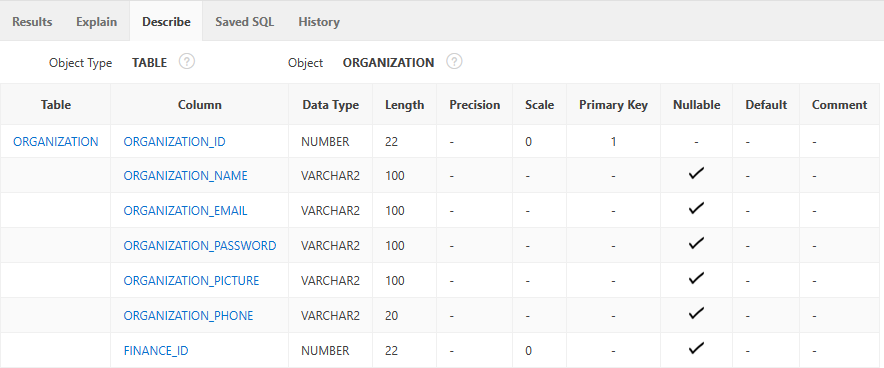 Results Explain Describe Saved SQL History
Object Type TABLE ? Object ORGANIZATION ?
Table Column Data Type Length Precision Scale Primary Key Nullable Default Comment
ORGANIZATION ORGANIZATION_ID NUMBER 22 - 0 1 - - -
ORGANIZATION_NAME VARCHAR2 100 - - - ✓ - -
ORGANIZATION_EMAIL VARCHAR2 100 - - - ✓ - -
ORGANIZATION_PASSWORD VARCHAR2 100 - - - ✓ - -
ORGANIZATION_PICTURE VARCHAR2 100 - - - ✓ - -
ORGANIZATION_PHONE VARCHAR2 20 - - - ✓ - -
FINANCE_ID NUMBER 22 - 0 - ✓ - -